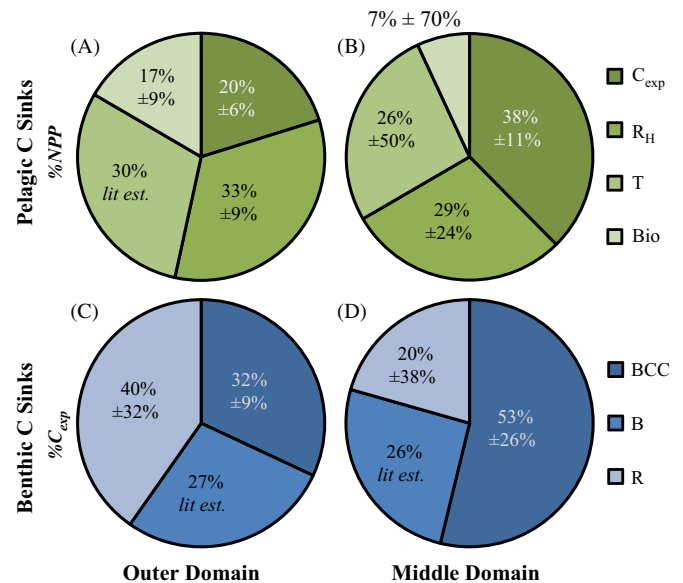 7% ± 70%
(A)
17%
±9%
20%
±6%
30%
lit est.
33%
±9%
(B)
26%
±50%
38%
±11%
29%
±24%
C_exp
R_H
T
Bio
Pelagic C Sinks
%NPP
(C)
40%
±32%
32%
±9%
27%
lit est.
(D)
20%
±38%
53%
±26%
26%
lit est.
BCC
B
R
Benthic C Sinks
%C_exp
Outer Domain
Middle Domain